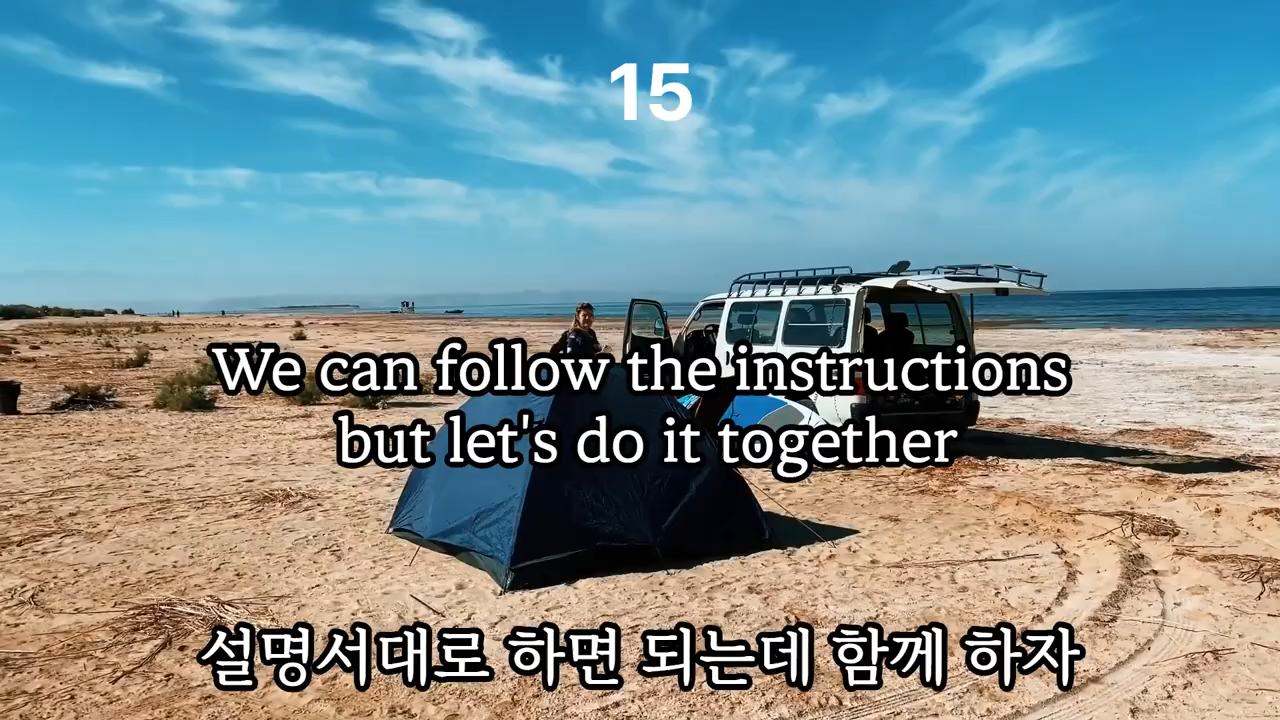 15
We can follow the instructions
but let's do it together
설명서대로 하면 되는데 함께 하자